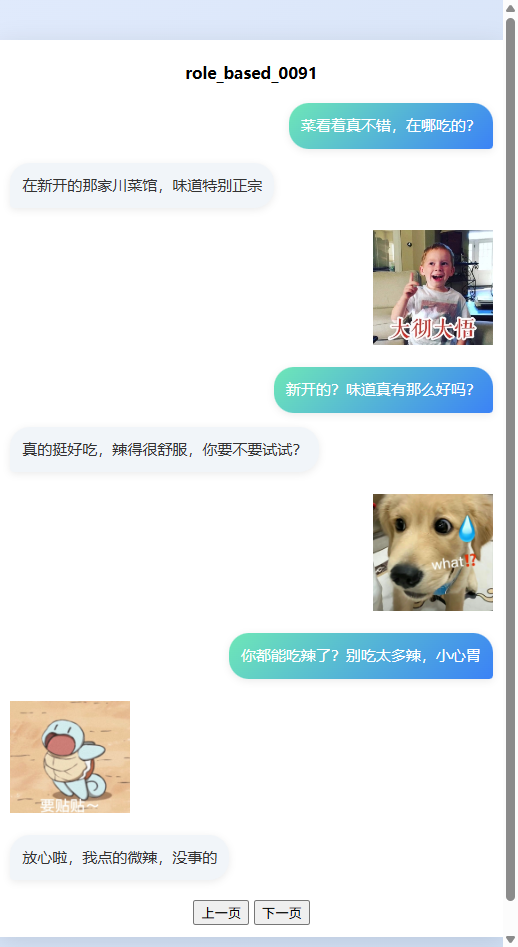 role_based_0091
菜看着真不错，在哪吃的？
在新开的那家川菜馆，味道特别正宗
大彻大悟
新开的？味道真有那么好吗？
真的挺好吃，辣得很舒服，你要不要试试？
what⁉
你都能吃辣了？别吃太多辣，小心胃
要贴贴～
放心啦，我点的微辣，没事的
上一页 下一页